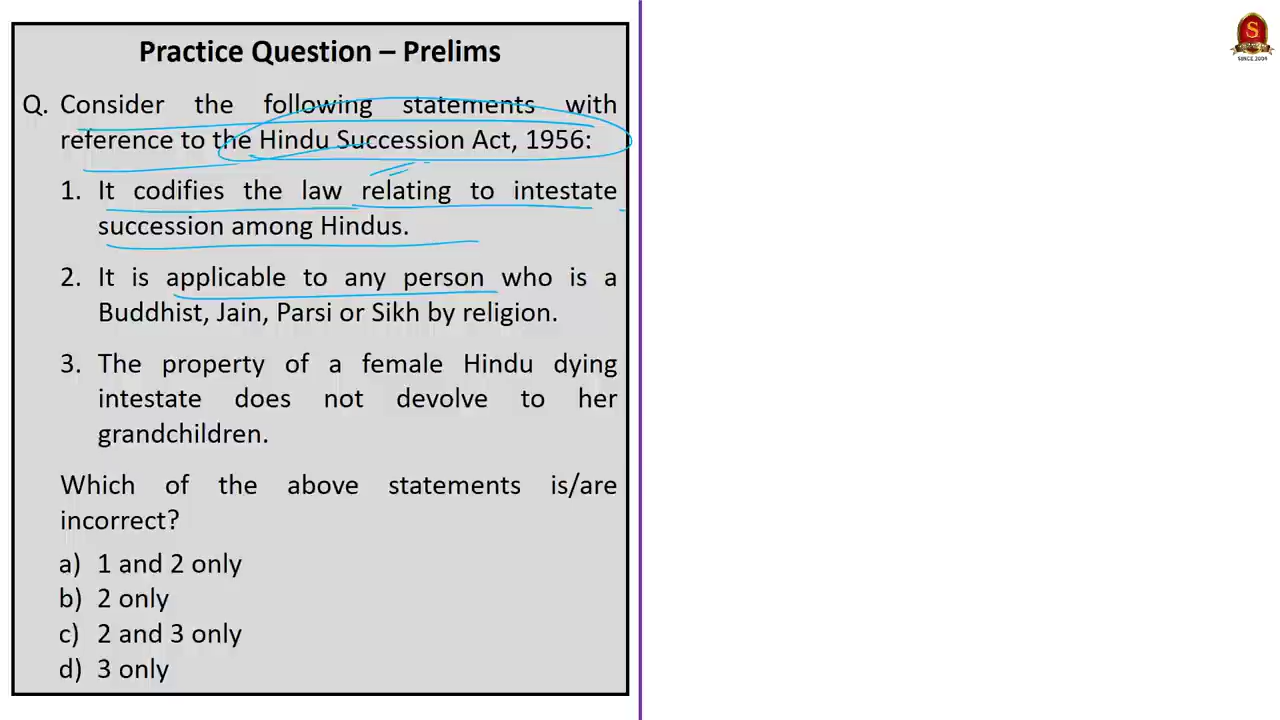 Practice Question – Prelims
Q. Consider the following statements with
reference to the Hindu Succession Act, 1956:
1. It codifies the law relating to intestate
succession among Hindus.
2. It is applicable to any person who is a
Buddhist, Jain, Parsi or Sikh by religion.
3. The property of a female Hindu dying
intestate does not devolve to her
grandchildren.
Which of the above statements is/are
incorrect?
a) 1 and 2 only
b) 2 only
c) 2 and 3 only
d) 3 only
S
SINCE 2004